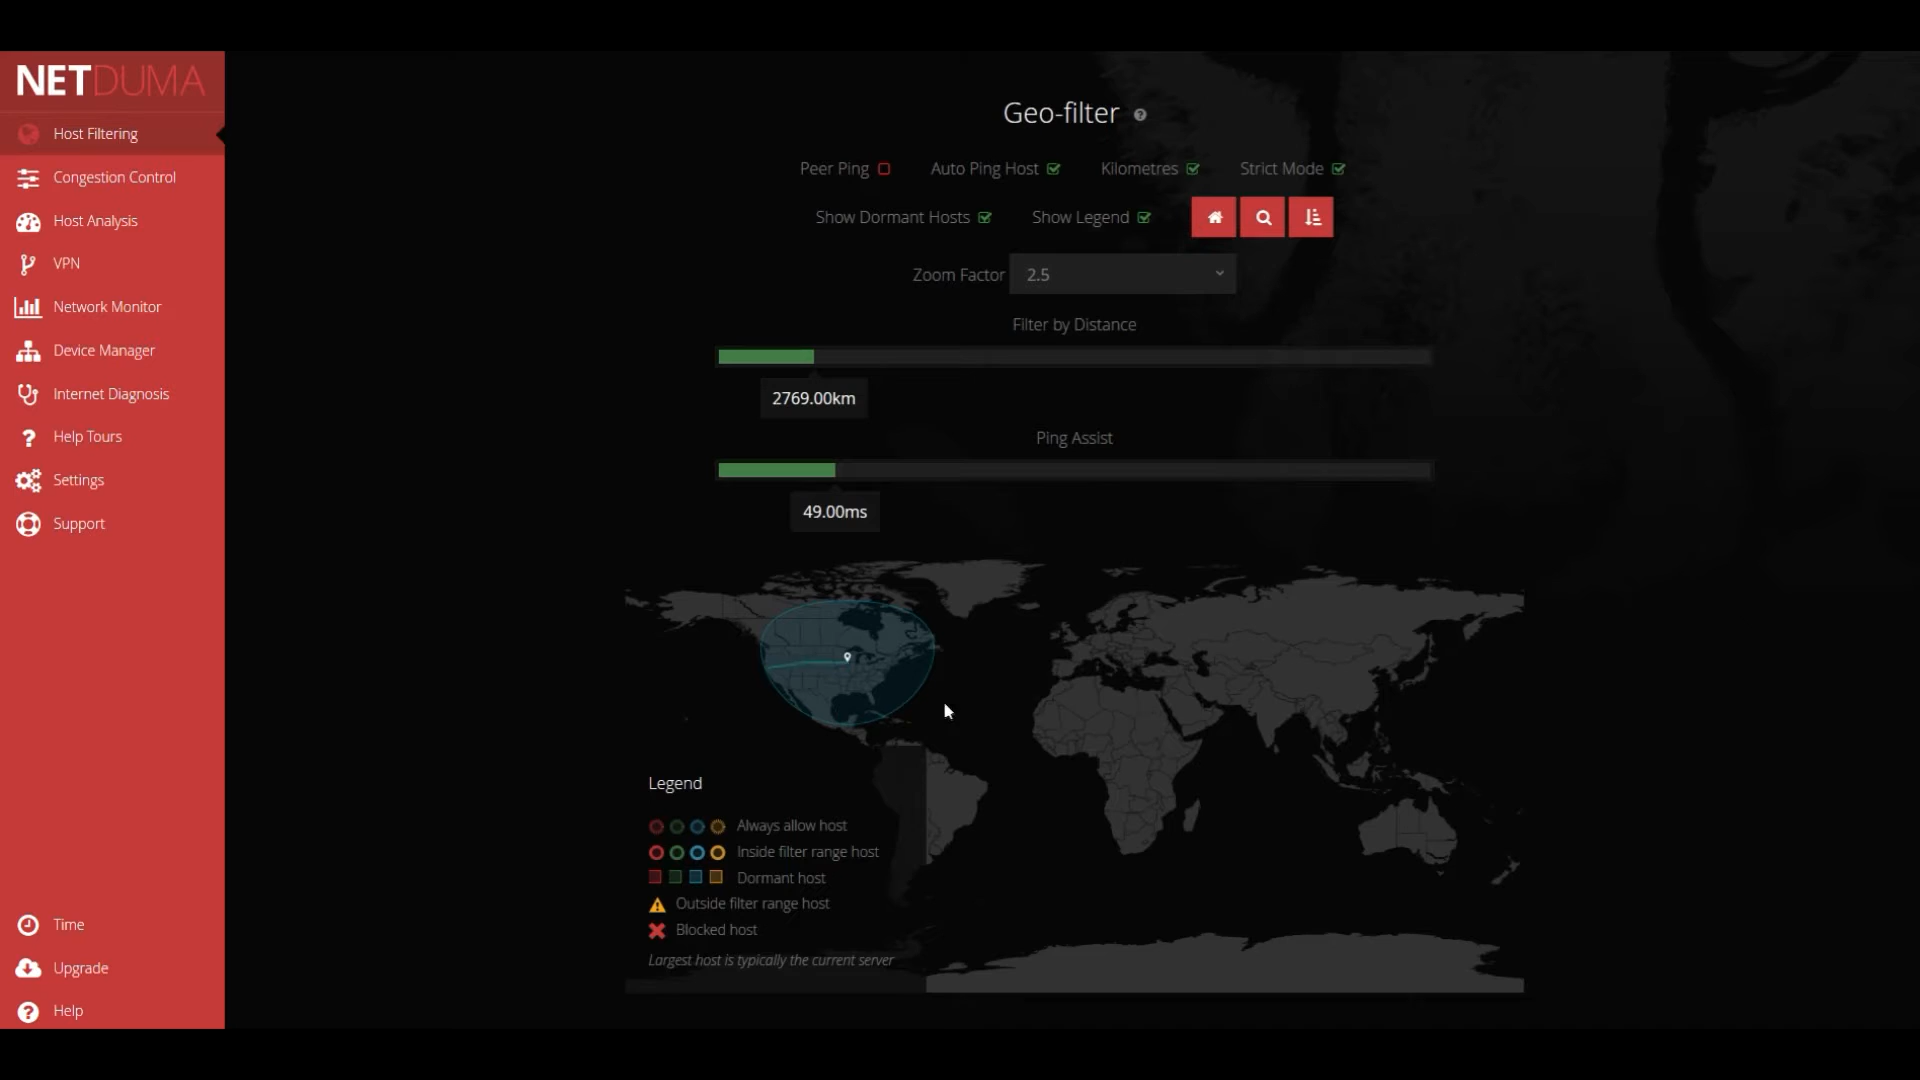 NETDUMA
Host Filtering
Congestion Control
Host Analysis
VPN
Network Monitor
Device Manager
Internet Diagnosis
Help Tours
Settings
Support
Time
Upgrade
Help
Geo-filter
Peer Ping
Auto Ping Host
Kilometres
Strict Mode
Show Dormant Hosts
Show Legend
Zoom Factor 2.5
Filter by Distance
2769.00km
Ping Assist
49.00ms
Legend
Always allow host
Inside filter range host
Dormant host
Outside filter range host
Blocked host
Largest host is typically the current server